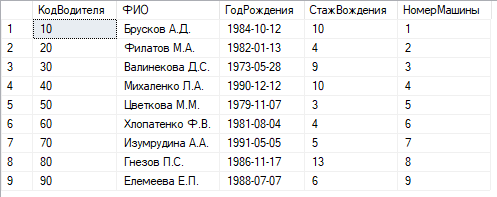 КодВодителя ФИО ГодРождения СтажВождения НомерМашины
1 10 Брусков А.Д. 1984-10-12 10 1
2 20 Филатов М.А. 1982-01-13 4 2
3 30 Валинекова Д.С. 1973-05-28 9 3
4 40 Михаленко Л.А. 1990-12-12 10 4
5 50 Цветкова М.М. 1979-11-07 3 5
6 60 Хлопатенко Ф.В. 1981-08-04 4 6
7 70 Изумрудина А.А. 1991-05-05 5 7
8 80 Гнезов П.С. 1986-11-17 13 8
9 90 Елемеева Е.П. 1988-07-07 6 9